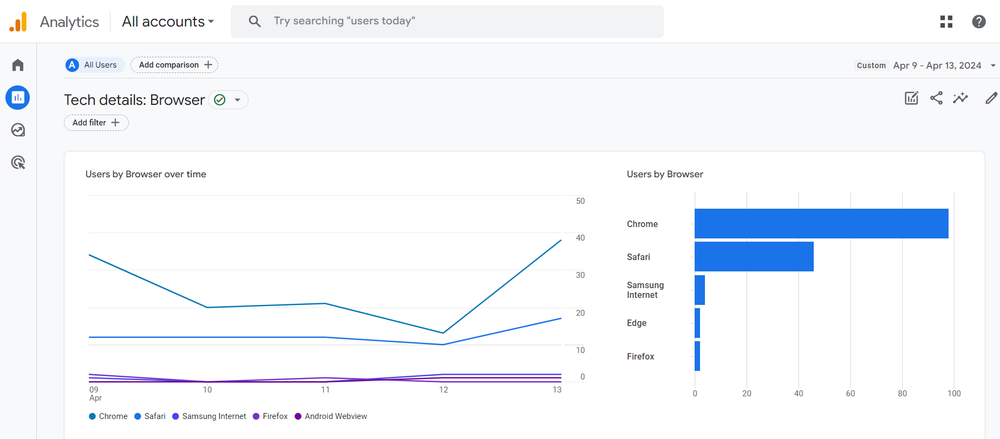 Analytics
All accounts
Try searching "users today"
A All Users
Add comparison
Custom Apr 9 - Apr 13, 2024
Tech details: Browser
Add filter
Users by Browser over time
50
40
30
20
10
0
09 10 11 12 13
Apr
Chrome Safari Samsung Internet Firefox Android Webview
Users by Browser
Chrome
Safari
Samsung
Internet
Edge
Firefox
0 20 40 60 80 100